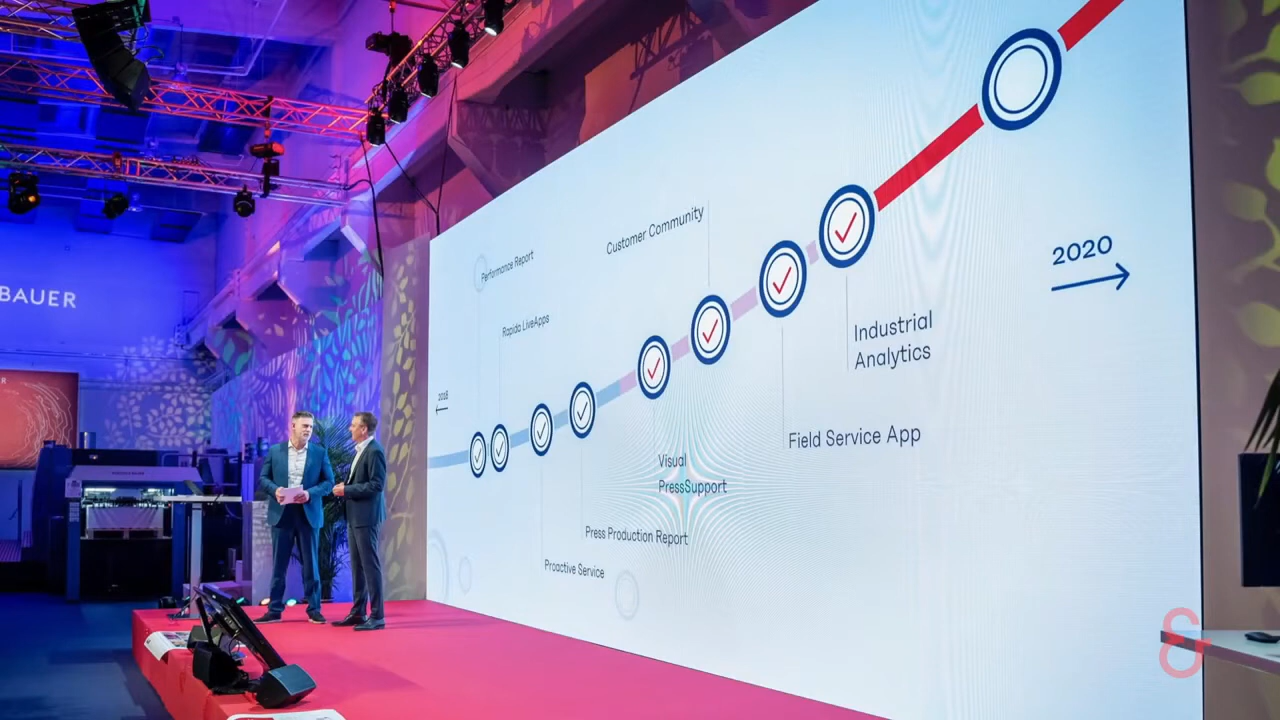 BAUER
R
Performance Report
Rapida LiveApps
Customer Community
2018
2020
Industrial
Analytics
Field Service App
Visual
PressSupport
Press Production Report
Proactive Service
&